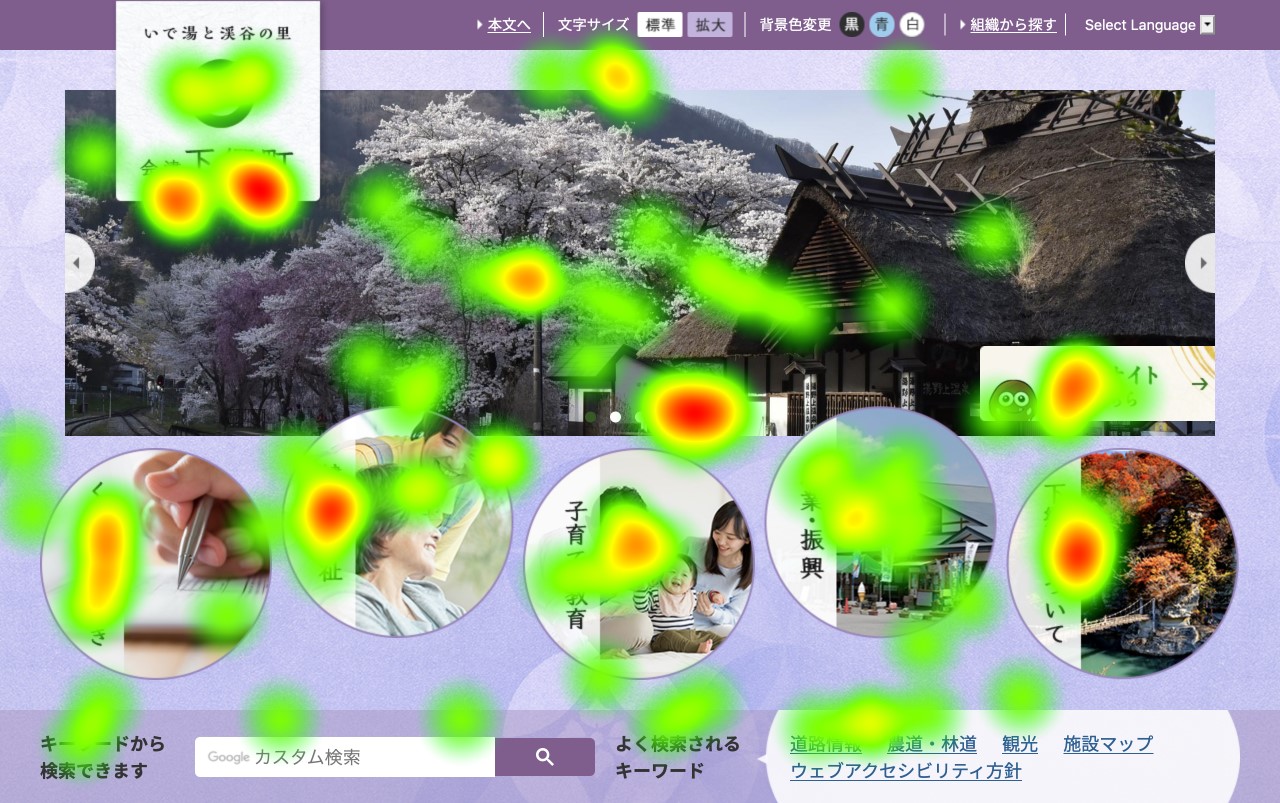 いで湯と渓谷の里
本文へ
文字サイズ 標準 拡大
背景色変更 黒 青 白
組織から探す
Select Language
子育て
教育
・振興
いて
キーワードから
検索できます
Google カスタム検索
よく検索される
キーワード
道路情報 農道・林道 観光 施設マップ
ウェブアクセシビリティ方針